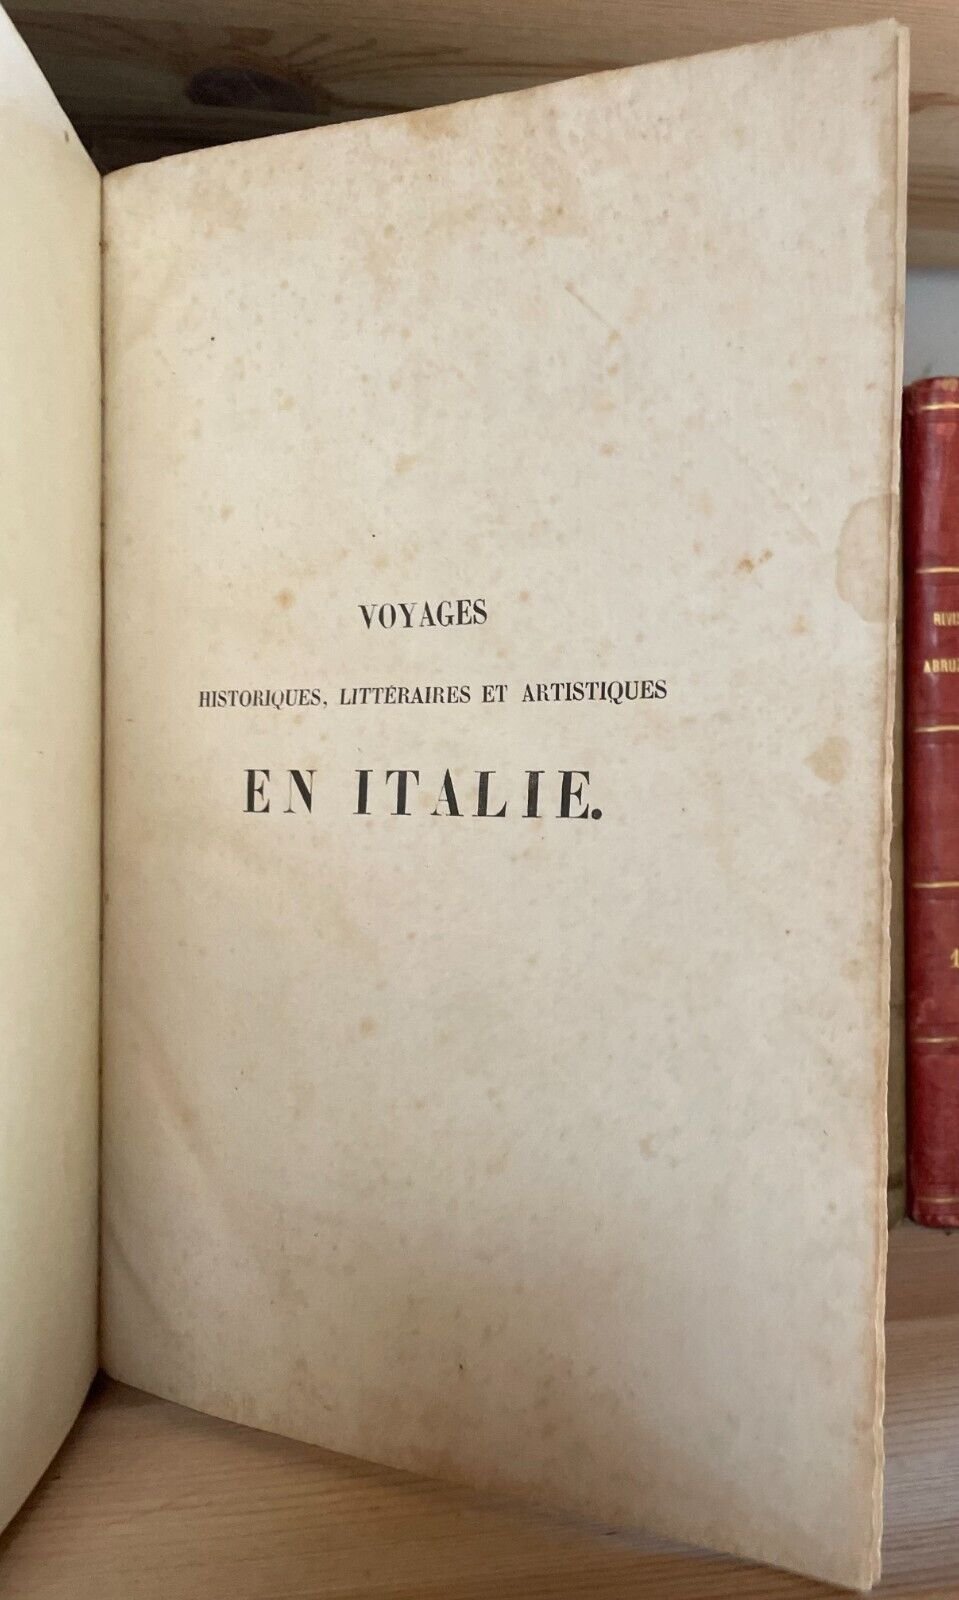 VOYAGES
HISTORIQUES, LITTÉRAIRES ET ARTISTIQUES
EN ITALIE.